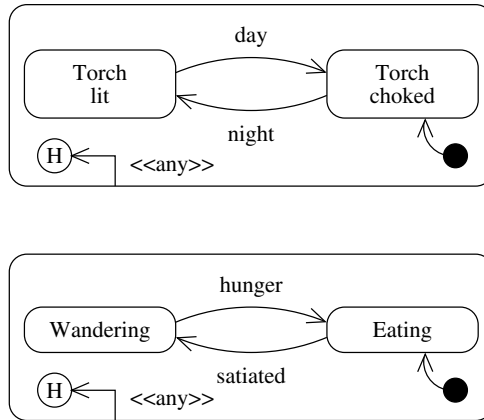 day
Torch
lit
Torch
choked
night
H
<<any>>
hunger
Wandering
Eating
satiated
H
<<any>>